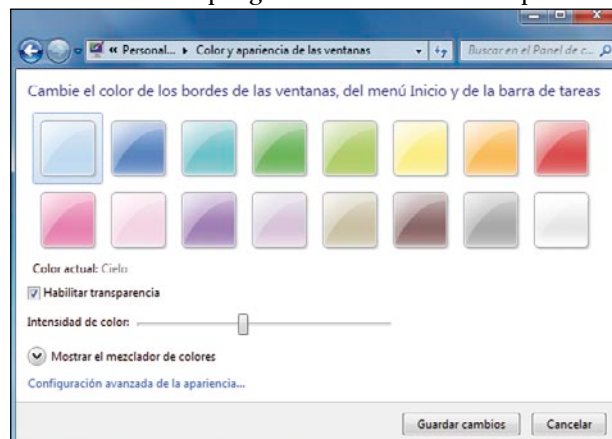 « Personal... ▸ Color y apariencia de las ventanas
Buscar en el Panel de c...
Cambie el color de los bordes de las ventanas, del menú Inicio y de la barra de tareas
Color actual: Cielo
Habilitar transparencia
Intensidad de color:
Mostrar el mezclador de colores
Configuración avanzada de la apariencia...
Guardar cambios
Cancelar